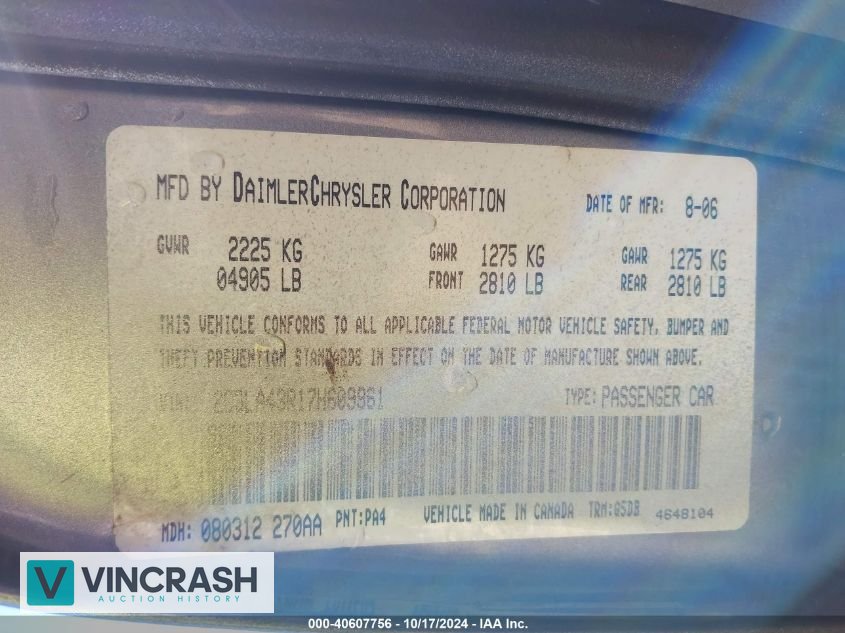 MFD BY DAIMLERCHRYSLER CORPORATION DATE OF MFR: 8-06
GVWR 2225 KG GAWR 1275 KG GAWR 1275 KG
04905 LB FRONT 2810 LB REAR 2810 LB
THIS VEHICLE CONFORMS TO ALL APPLICABLE FEDERAL MOTOR VEHICLE SAFETY, BUMPER AND
THEFT PREVENTION STANDARDS IN EFFECT ON THE DATE OF MANUFACTURE SHOWN ABOVE.
TYPE: PASSENGER CAR
MDH: 080312 270AA PNT:PA4 VEHICLE MADE IN CANADA TRM:Q5DB 4648104
VINCRASH
AUCTION HISTORY
000-40607756 - 10/17/2024 - IAA Inc.